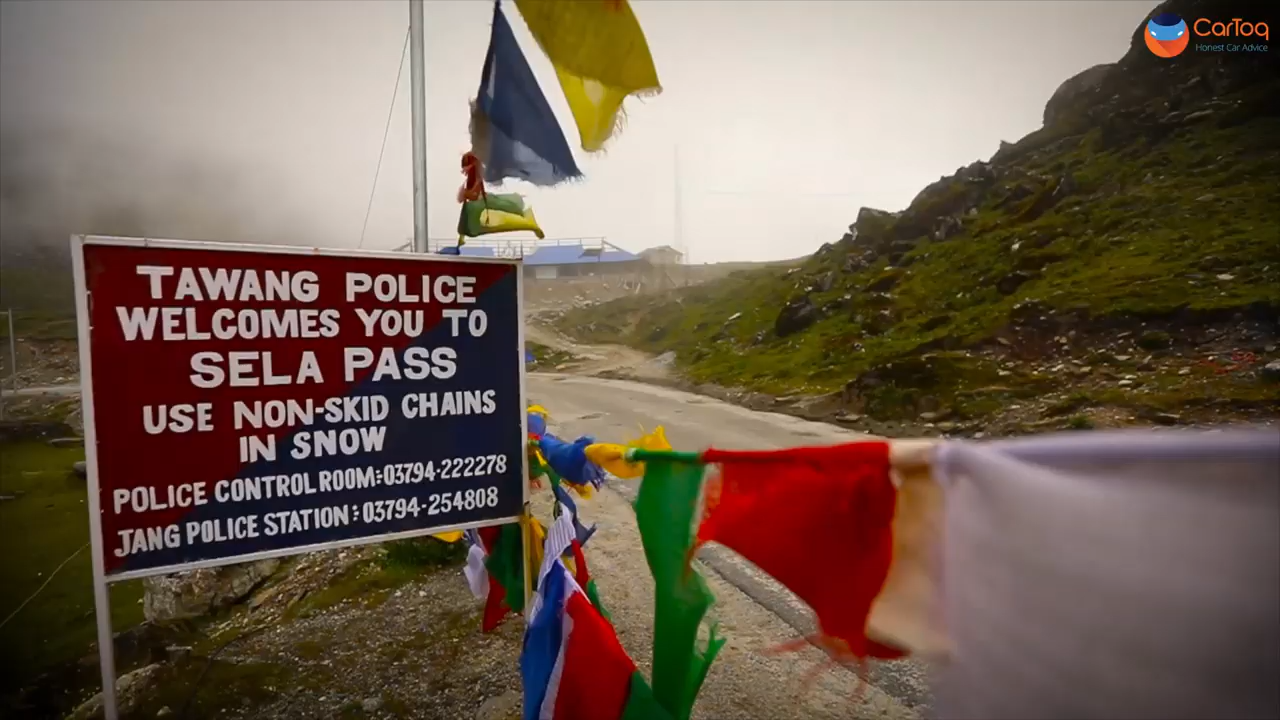 CarToq
Honest Car Advice
TAWANG POLICE
WELCOMES YOU TO
SELA PASS
USE NON-SKID CHAINS
IN SNOW
POLICE CONTROL ROOM:03794-222278
JANG POLICE STATION:03794-254808